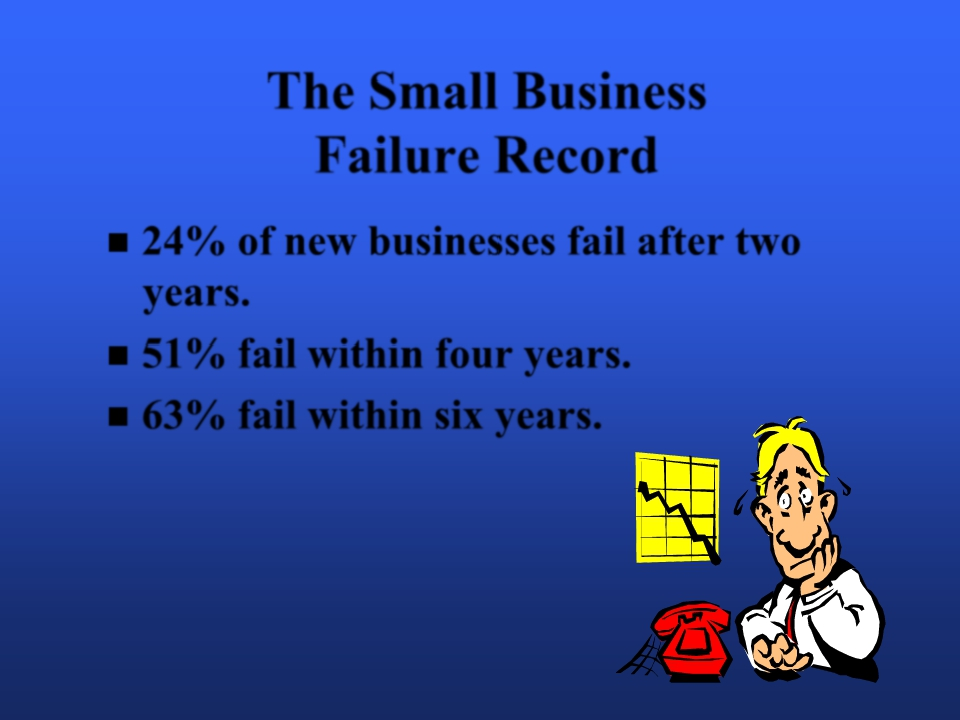 The Small Business
Failure Record
■ 24% of new businesses fail after two
years.
■ 51% fail within four years.
■ 63% fail within six years.